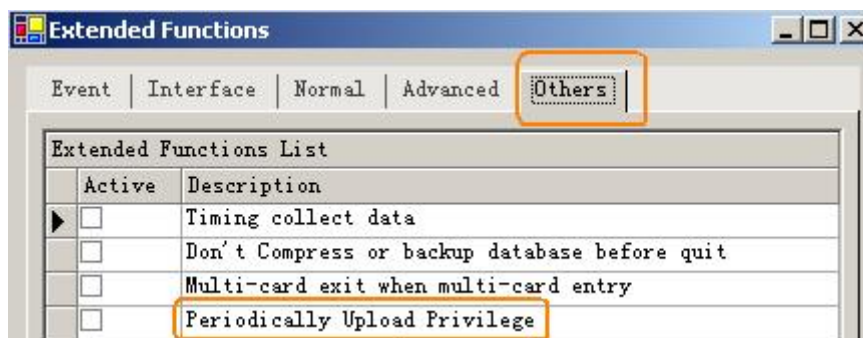 Extended Functions
Event | Interface | Normal | Advanced | Others
Extended Functions List
Active Description
Timing collect data
Don't Compress or backup database before quit
Multi-card exit when multi-card entry
Periodically Upload Privilege